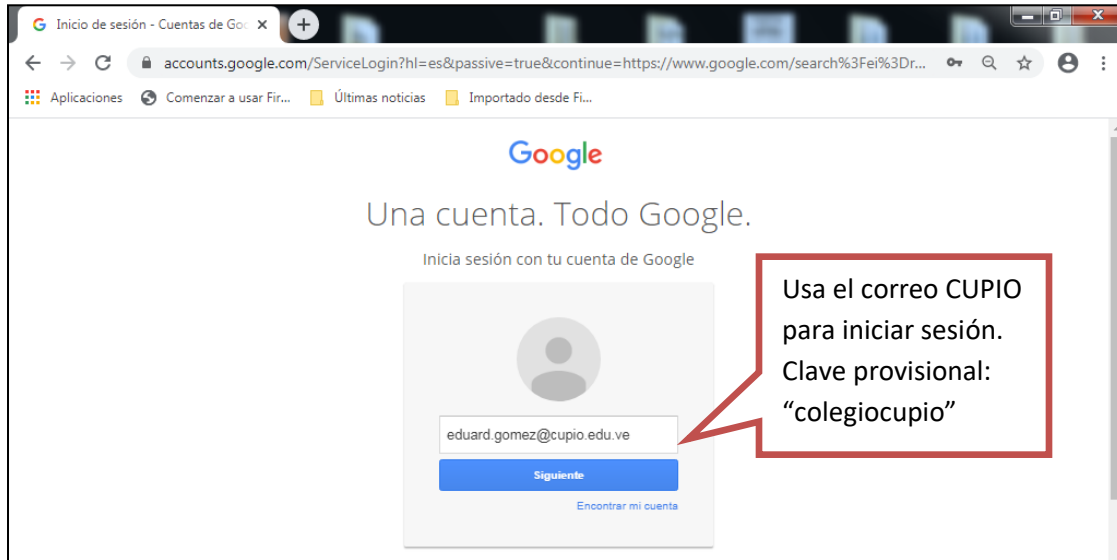 Inicio de sesión - Cuentas de Goo
accounts.google.com/ServiceLogin?hl=es&passive=true&continue=https://www.google.com/search%3Fei%3Dr...
Aplicaciones
Comenzar a usar Fir...
Últimas noticias
Importado desde Fi...
Google
Una cuenta. Todo Google.
Inicia sesión con tu cuenta de Google
eduard.gomez@cupio.edu.ve
Siguiente
Encontrar mi cuenta
Usa el correo CUPIO
para iniciar sesión.
Clave provisional:
“colegiocupio”